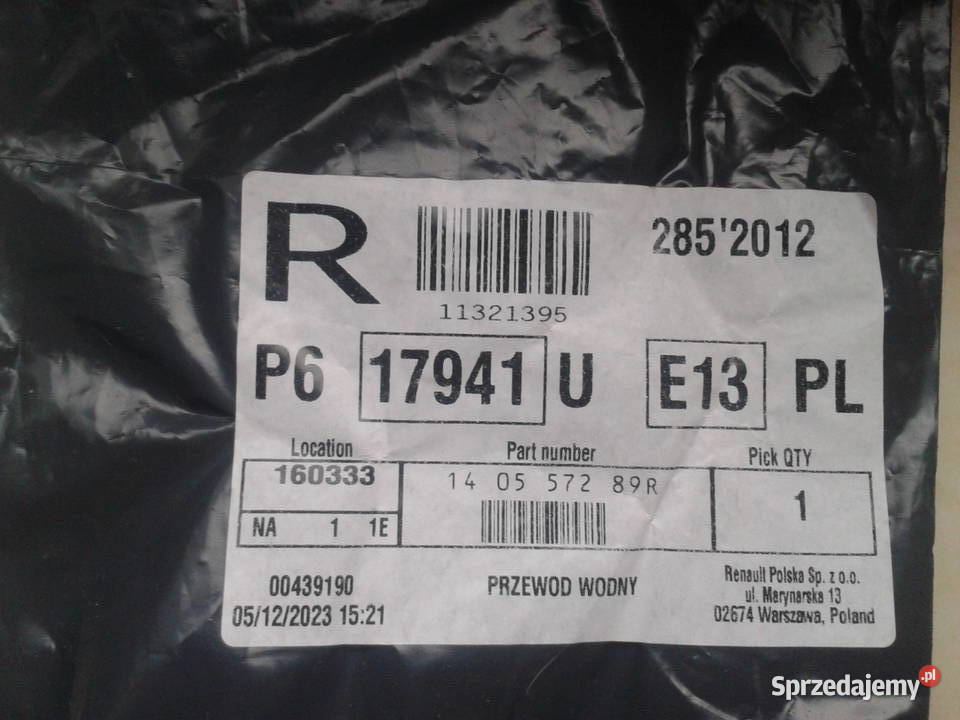 R
11321395
285'2012
P6 17941 U E13 PL
Location Part number Pick QTY
160333 14 05 572 89R 1
NA 1 1E
00439190 PRZEWOD WODNY Renault Polska Sp. z o.o.
05/12/2023 15:21 ul. Marynarska 13
02674 Warszawa, Poland
Sprzedajemy.pl